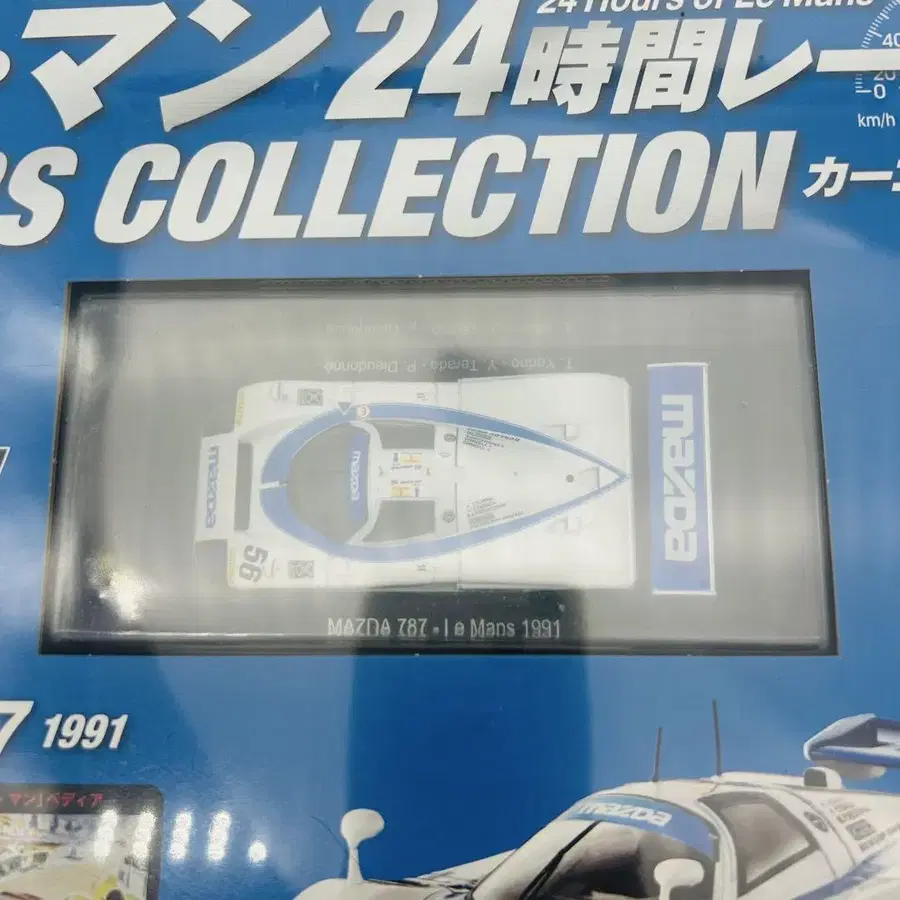 24 Hours of Le Mans
マン 24時間レー
40
20
0
km/h
RS COLLECTION カーコ
T. Yorino - Y. Terada - P. Dieudonné
mazda
mazda
mazda
56
MAZDA 787 - Le Mans 1991
7 1991
マン」ペディア
mazda